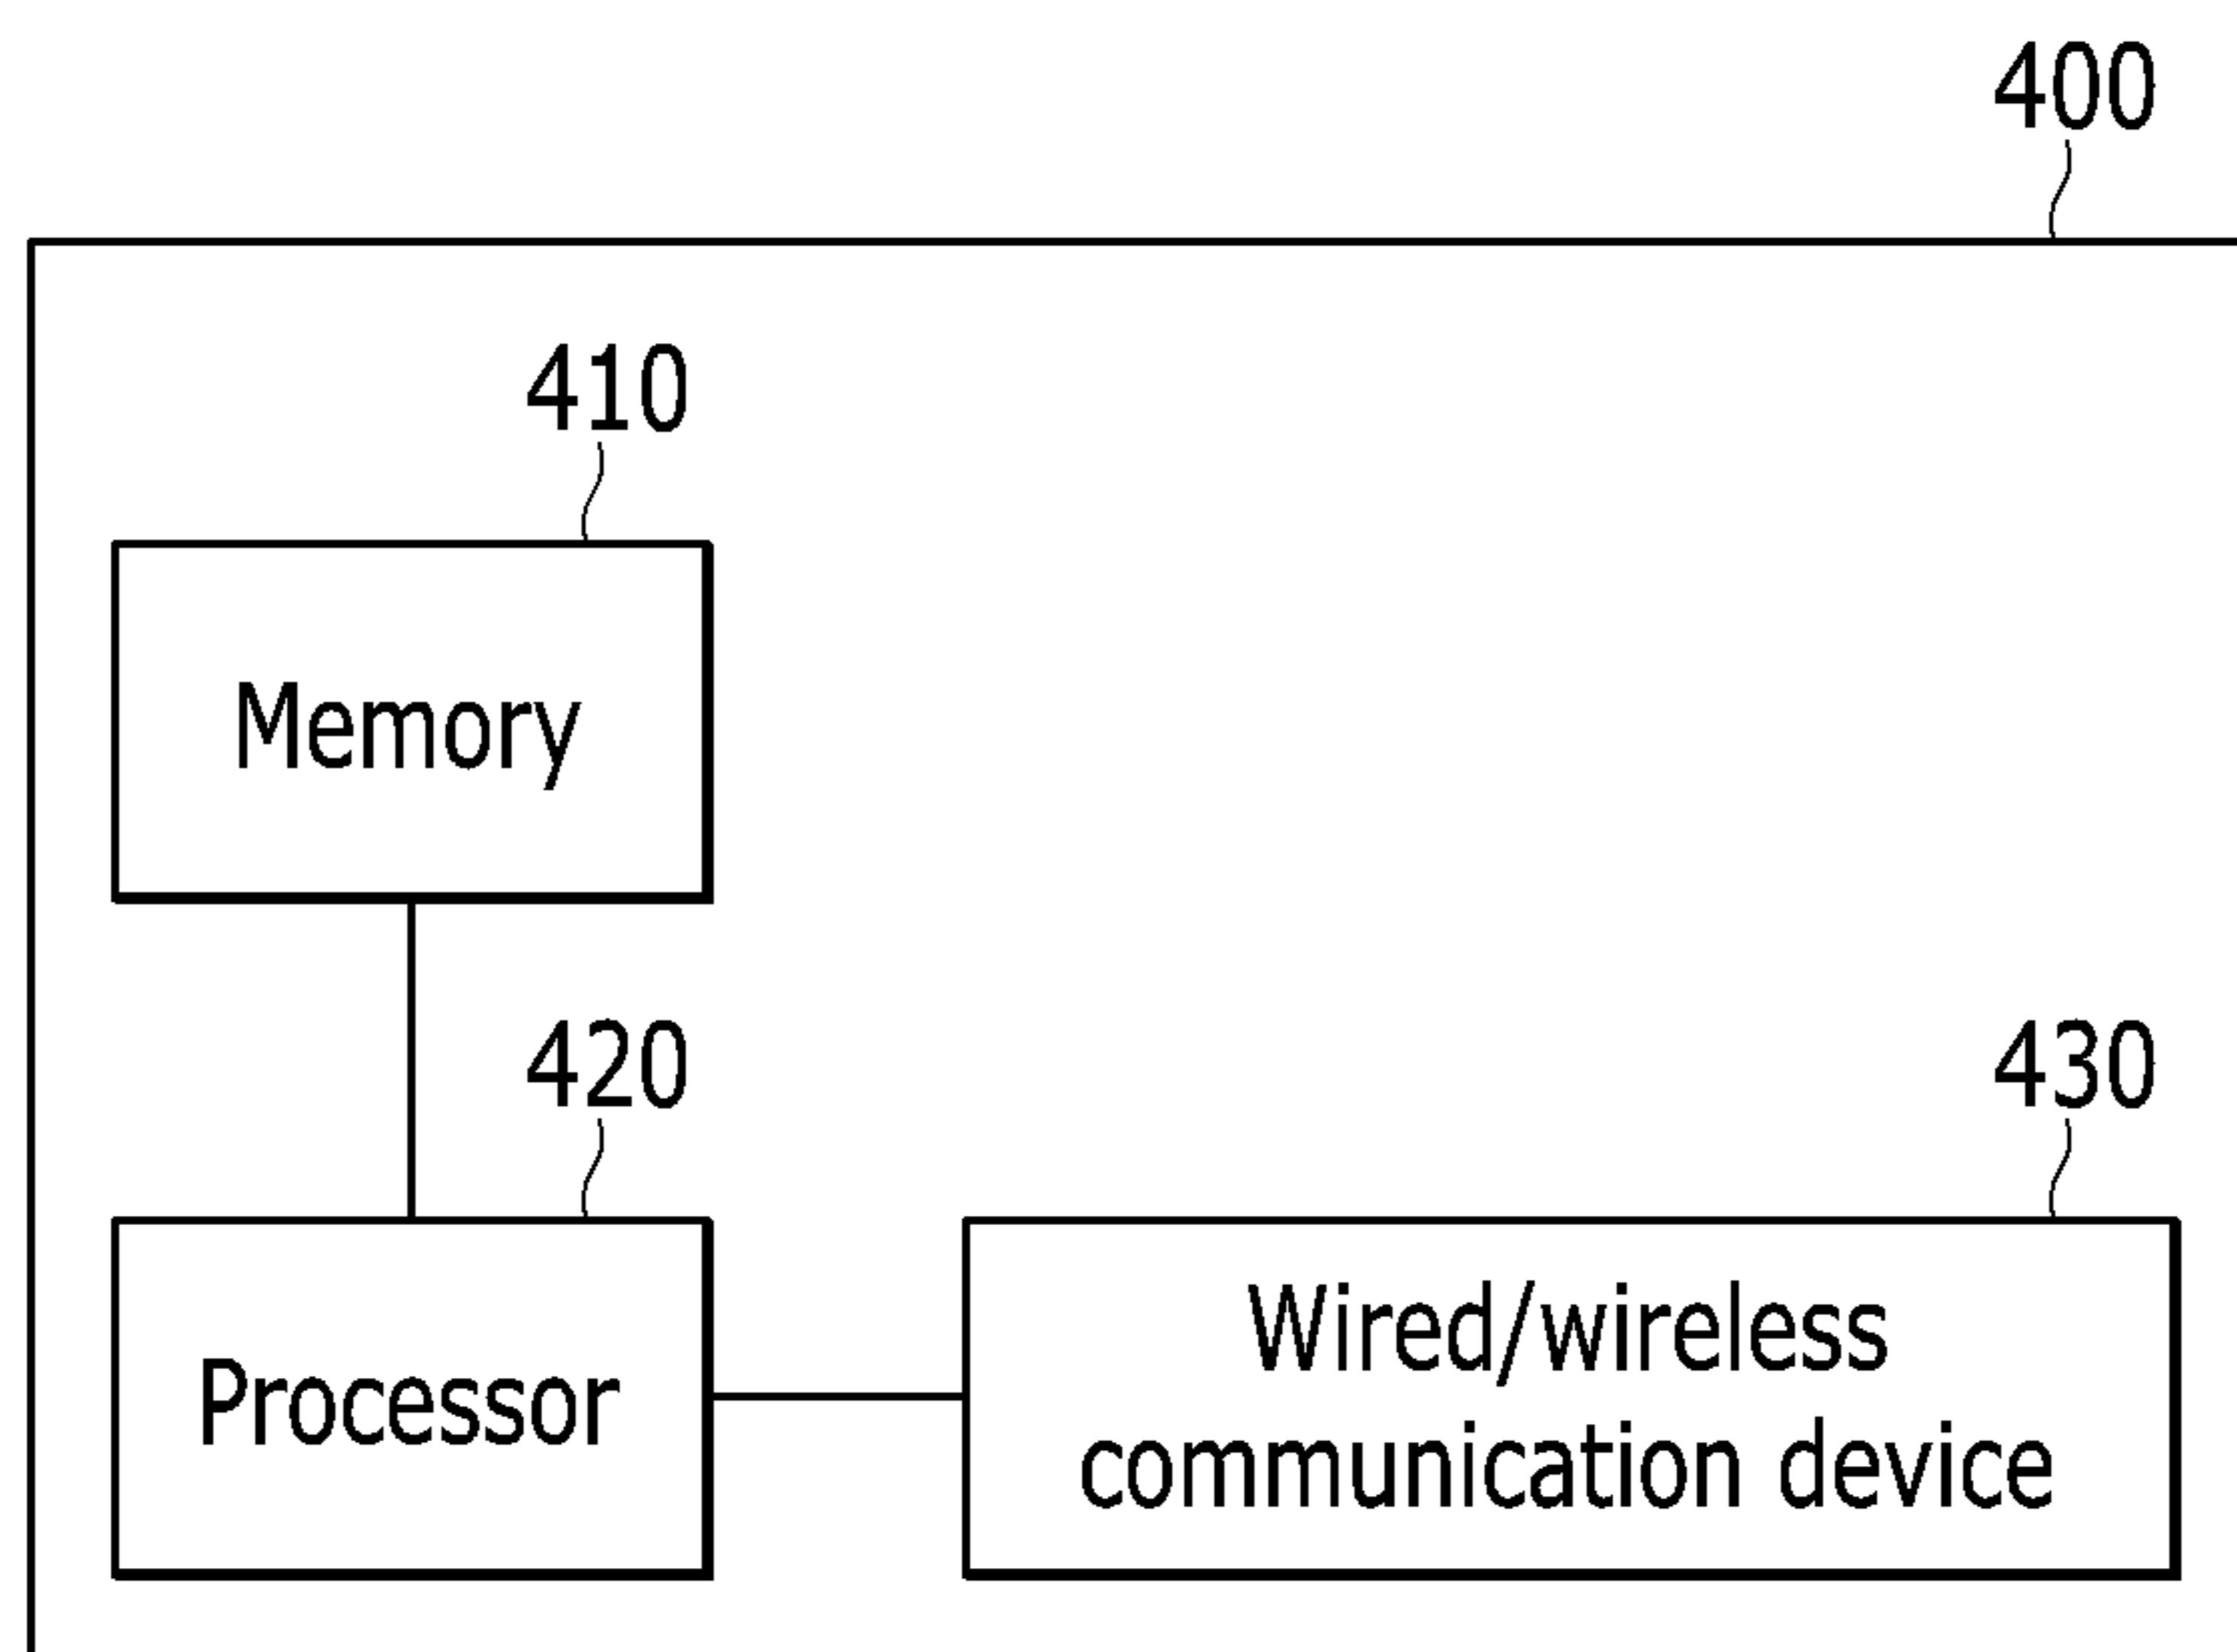 400
410
Memory
420
430
Processor
Wired/wireless
communication device